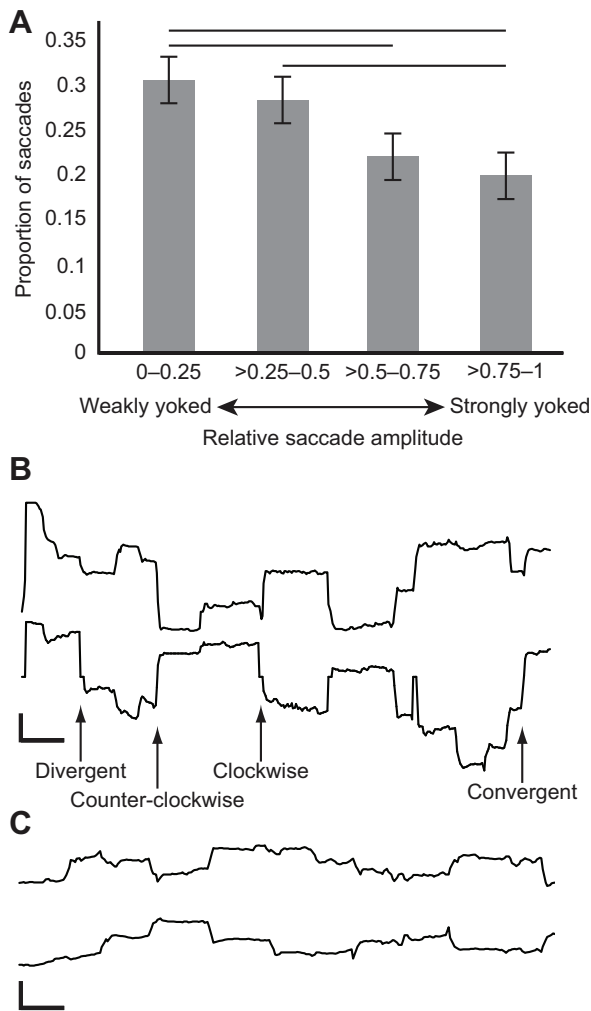 A
Proportion of saccades
0.35
0.3
0.25
0.2
0.15
0.1
0.05
0
0–0.25 >0.25–0.5 >0.5–0.75 >0.75–1
Weakly yoked Strongly yoked
Relative saccade amplitude
B
Divergent Clockwise
Counter-clockwise Convergent
C